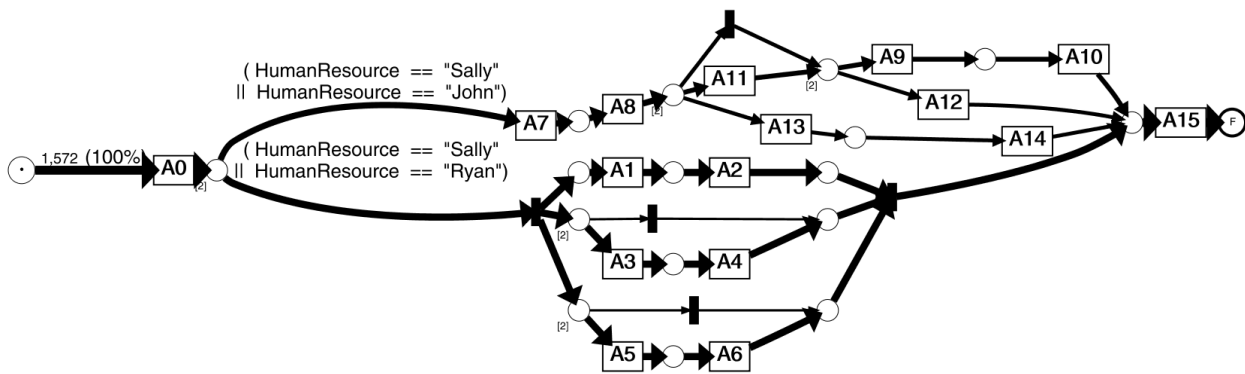 ( HumanResource == "Sally"
|| HumanResource == "John")
A7
A8
[2]
A11
[2]
A9
A10
A12
A13
A14
A15
F
1,572 (100%)
A0
[2]
( HumanResource == "Sally"
|| HumanResource == "Ryan")
A1
A2
[2]
A3
A4
[2]
A5
A6